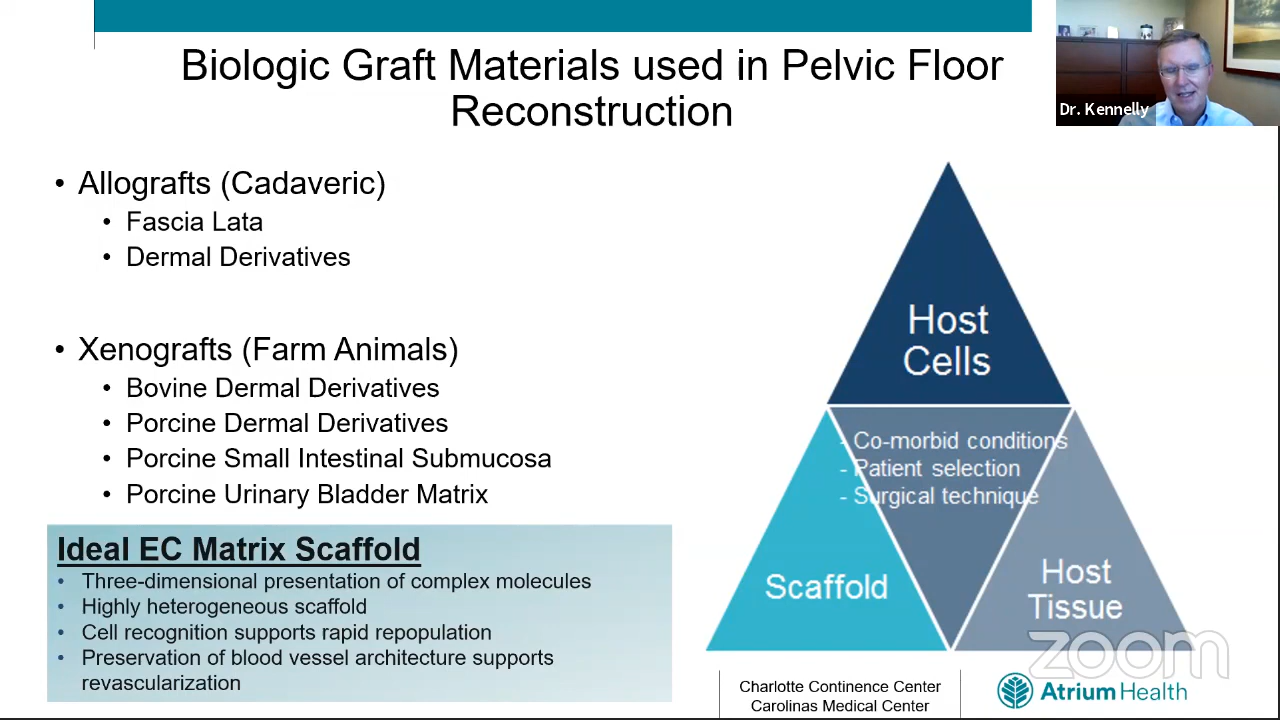 Biologic Graft Materials used in Pelvic Floor
Reconstruction
Dr. Kennelly
• Allografts (Cadaveric)
• Fascia Lata
• Dermal Derivatives
• Xenografts (Farm Animals)
• Bovine Dermal Derivatives
• Porcine Dermal Derivatives
• Porcine Small Intestinal Submucosa
• Porcine Urinary Bladder Matrix
Ideal EC Matrix Scaffold
• Three-dimensional presentation of complex molecules
• Highly heterogeneous scaffold
• Cell recognition supports rapid repopulation
• Preservation of blood vessel architecture supports
revascularization
Host
Cells
- Co-morbid conditions
- Patient selection
- Surgical technique
Scaffold
Host
Tissue
zoom
Charlotte Continence Center
Carolinas Medical Center
Atrium Health